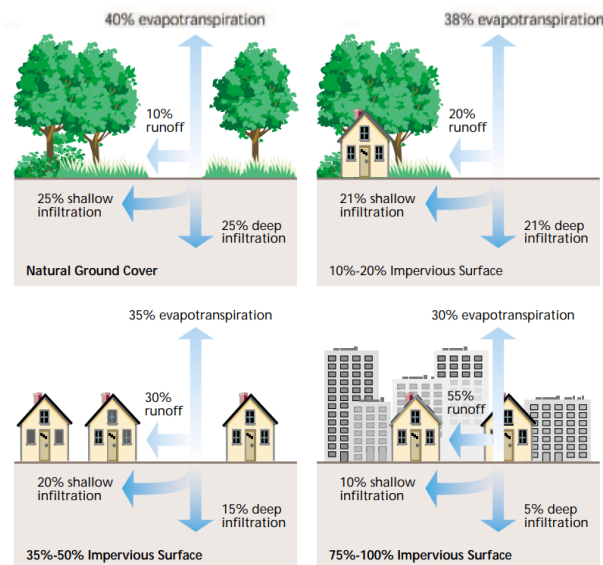 40% evapotranspiration
10%
runoff
25% shallow
infiltration
25% deep
infiltration
Natural Ground Cover
38% evapotranspiration
20%
runoff
21% shallow
infiltration
21% deep
infiltration
10%-20% Impervious Surface
35% evapotranspiration
30%
runoff
20% shallow
infiltration
15% deep
infiltration
35%-50% Impervious Surface
30% evapotranspiration
55%
runoff
10% shallow
infiltration
5% deep
infiltration
75%-100% Impervious Surface